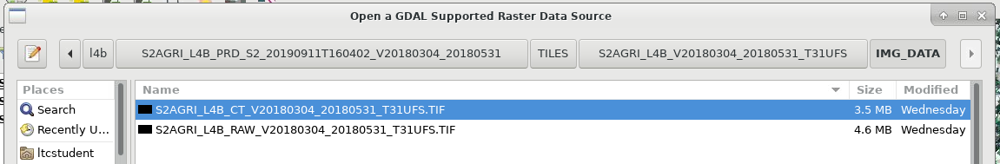 Open a GDAL Supported Raster Data Source
l4b S2AGRI_L4B_PRD_S2_20190911T160402_V20180304_20180531 TILES S2AGRI_L4B_V20180304_20180531_T31UFS IMG_DATA
Places Name Size Modified
Search S2AGRI_L4B_CT_V20180304_20180531_T31UFS.TIF 3.5 MB Wednesday
Recently U... S2AGRI_L4B_RAW_V20180304_20180531_T31UFS.TIF 4.6 MB Wednesday
ltcstudent